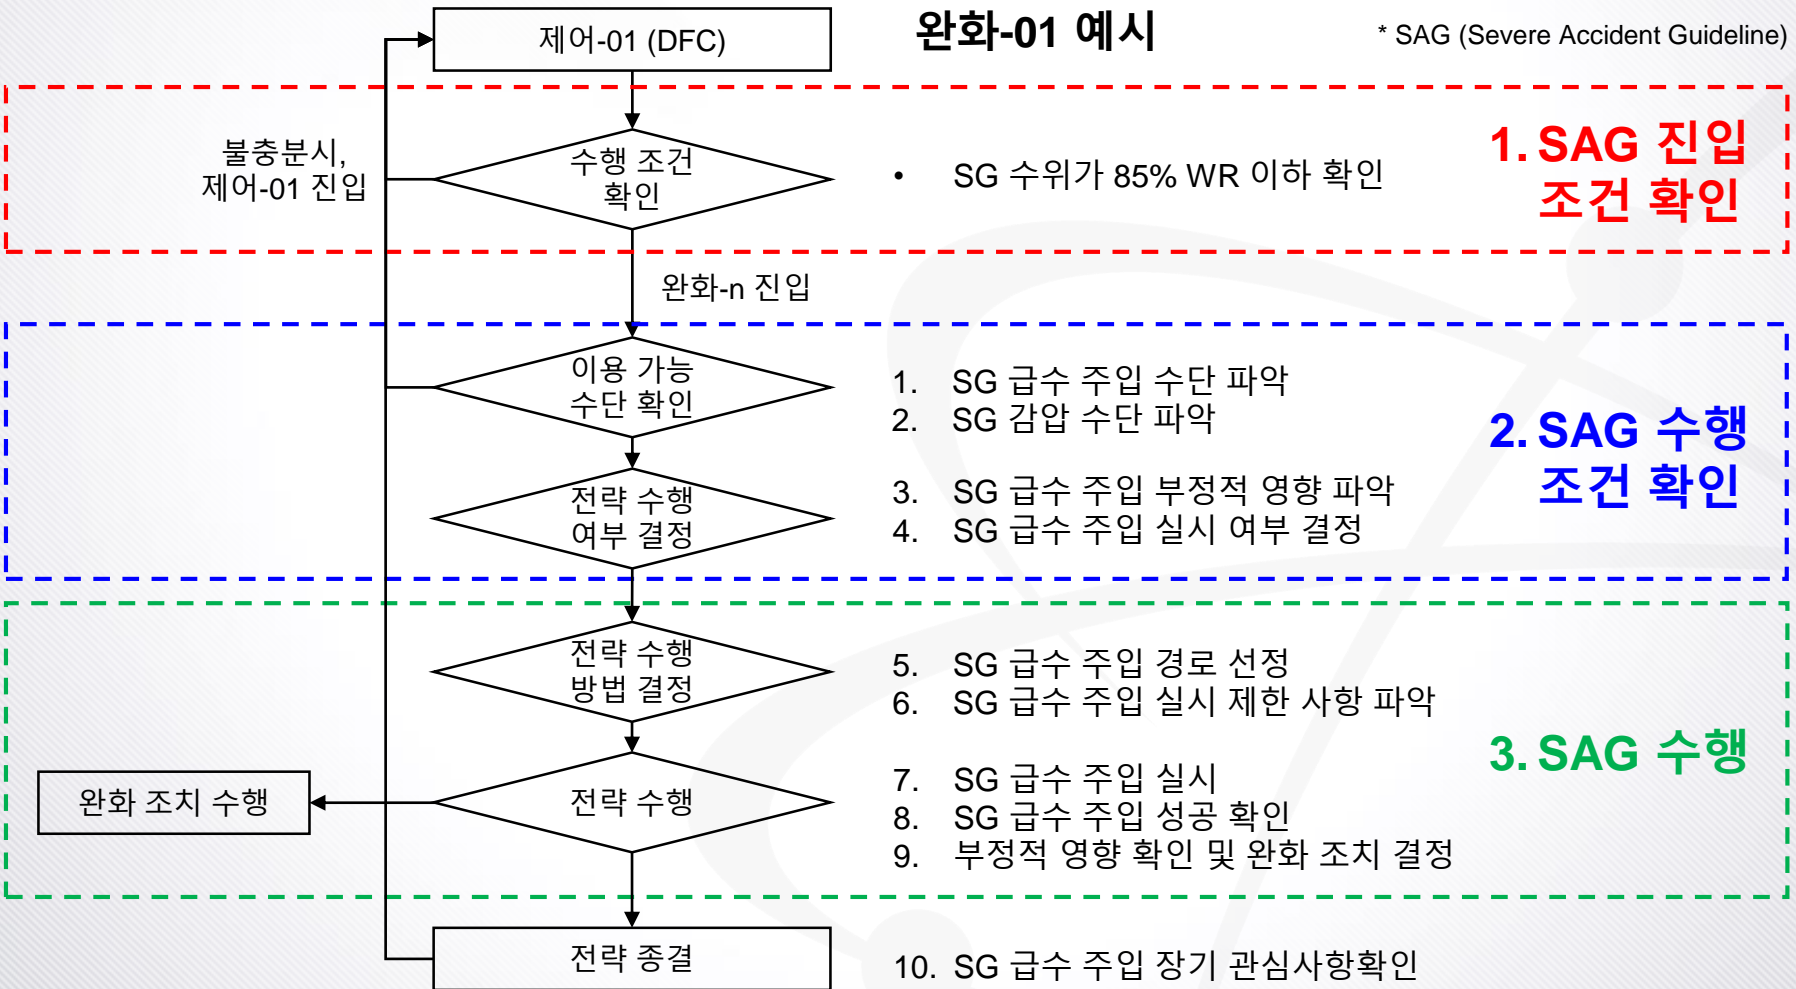 제어-01 (DFC)
완화-01 예시
* SAG (Severe Accident Guideline)
불충분시,
제어-01 진입
수행 조건
확인
• SG 수위가 85% WR 이하 확인
1. SAG 진입
조건 확인
완화-n 진입
이용 가능
수단 확인
1. SG 급수 주입 수단 파악
2. SG 감압 수단 파악
2. SAG 수행
조건 확인
전략 수행
여부 결정
3. SG 급수 주입 부정적 영향 파악
4. SG 급수 주입 실시 여부 결정
전략 수행
방법 결정
5. SG 급수 주입 경로 선정
6. SG 급수 주입 실시 제한 사항 파악
3. SAG 수행
완화 조치 수행
전략 수행
7. SG 급수 주입 실시
8. SG 급수 주입 성공 확인
9. 부정적 영향 확인 및 완화 조치 결정
전략 종결
10. SG 급수 주입 장기 관심사항확인